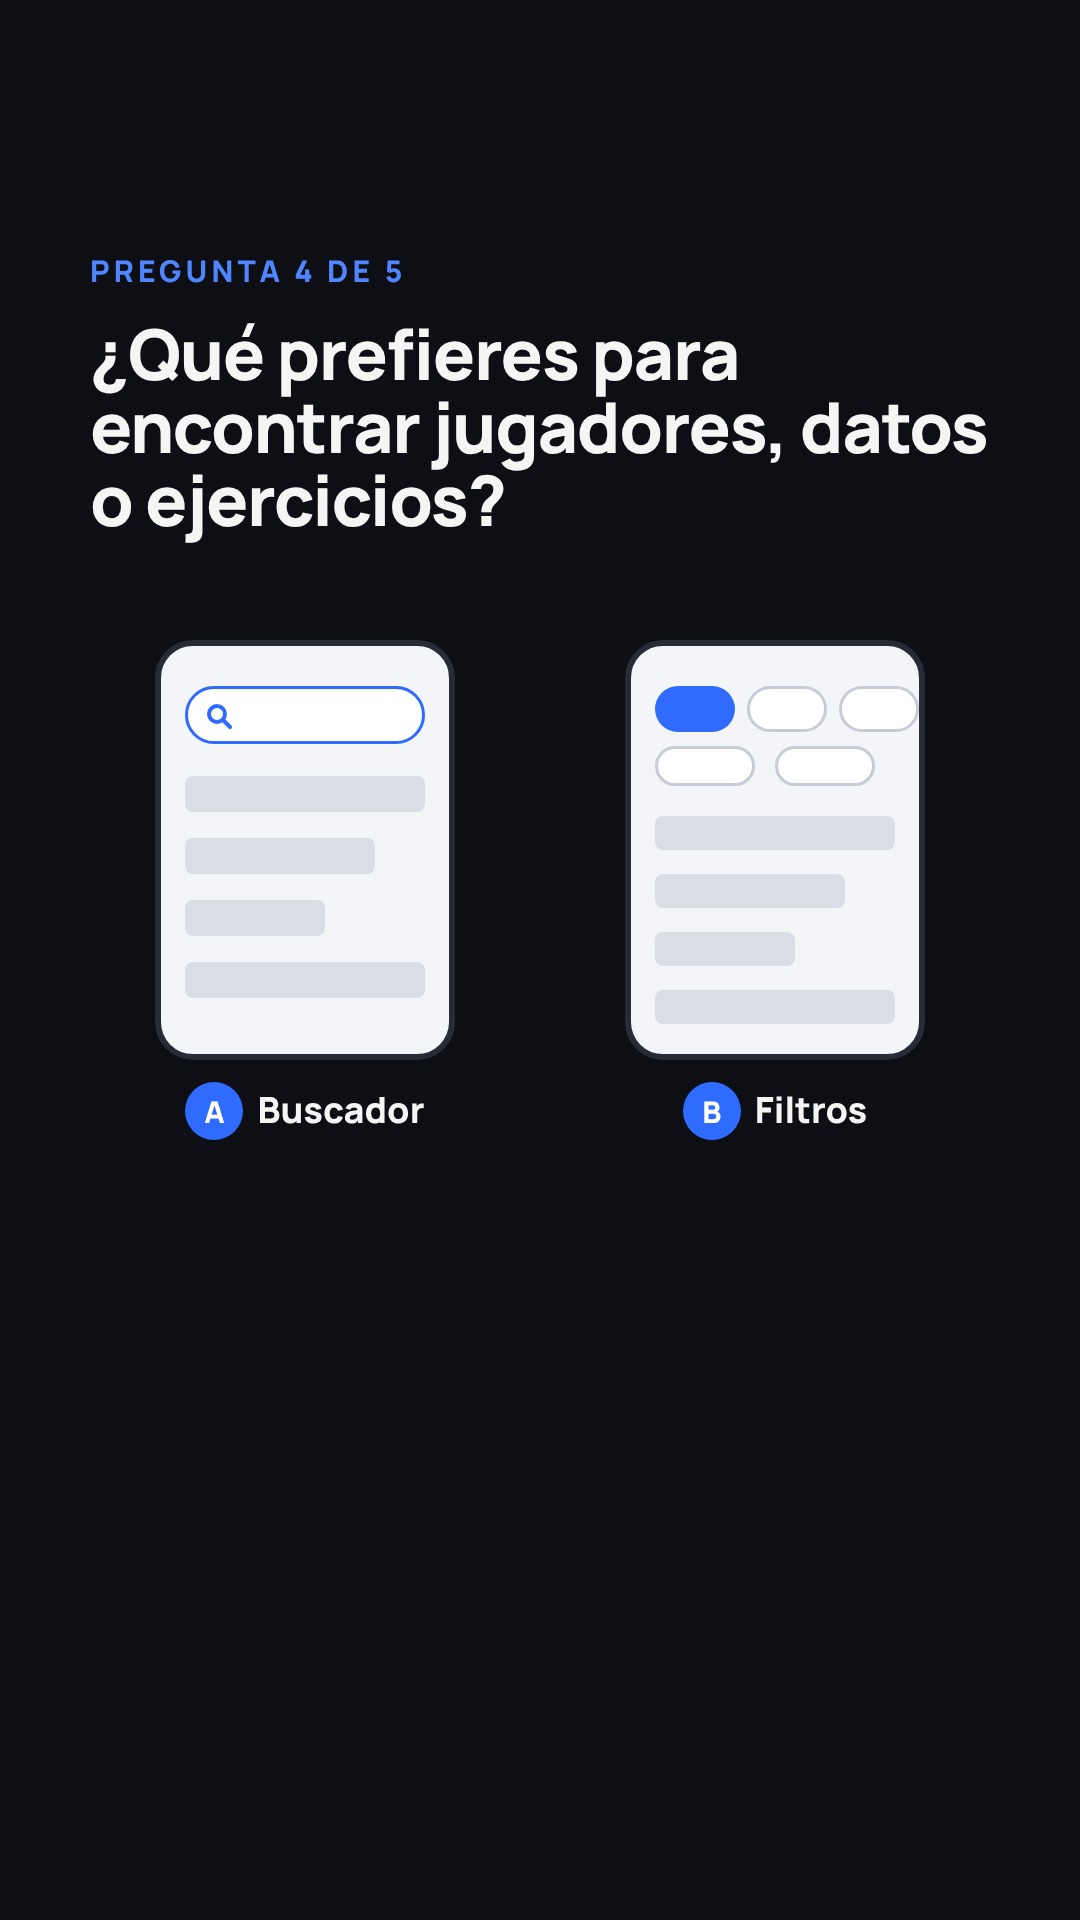 PREGUNTA 4 DE 5
¿Qué prefieres para
encontrar jugadores, datos
o ejercicios?
A Buscador
B Filtros